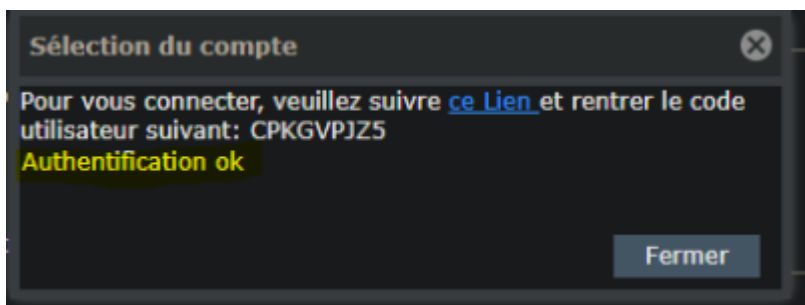 Sélection du compte
Pour vous connecter, veuillez suivre ce Lien et rentrer le code
utilisateur suivant: CPKGVPJZ5
Authentification ok
Fermer